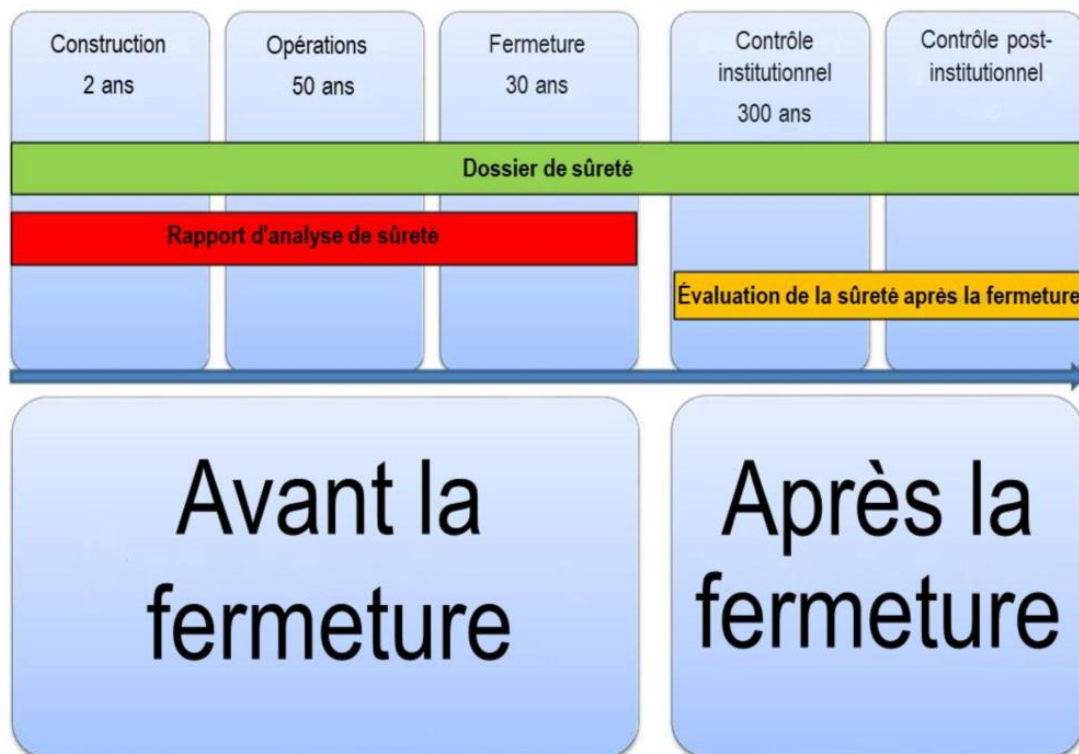 Construction
2 ans
Opérations
50 ans
Fermeture
30 ans
Contrôle
institutionnel
300 ans
Contrôle post-
institutionnel
Dossier de sûreté
Rapport d'analyse de sûreté
Évaluation de la sûreté après la fermeture
Avant la
fermeture
Après la
fermeture